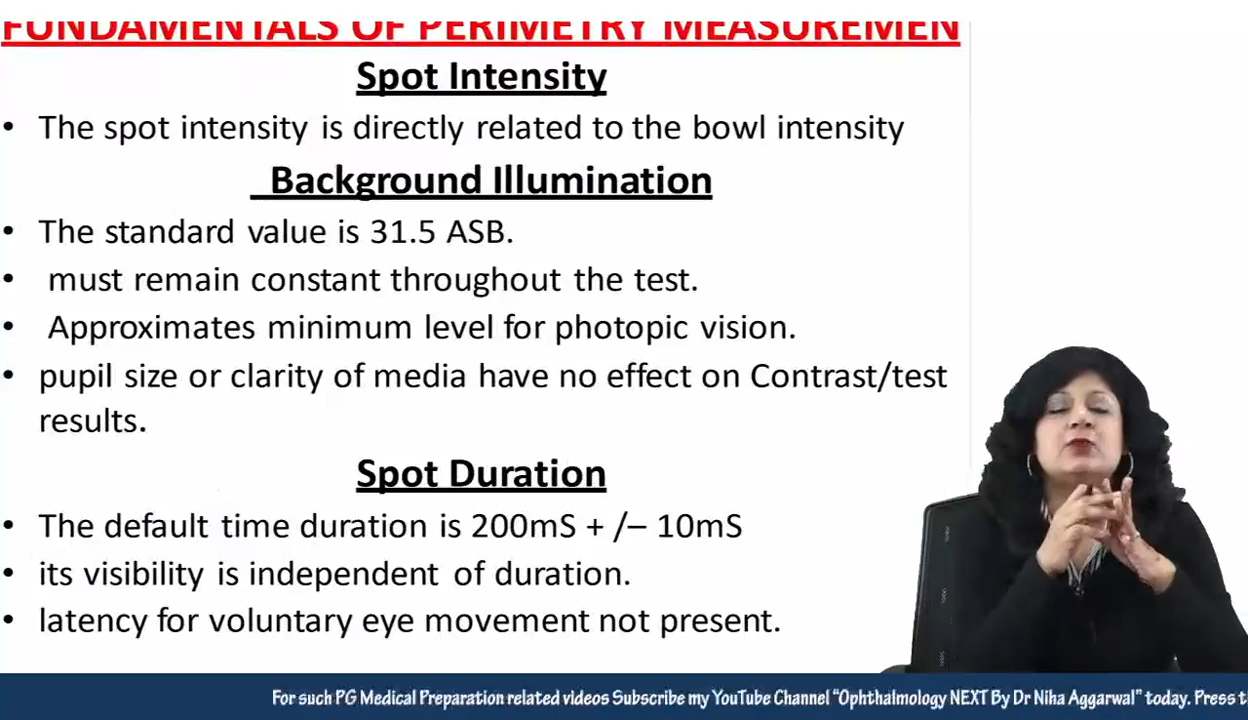 FUNDAMENTALS OF PERIMETRY MEASUREMEN
Spot Intensity
• The spot intensity is directly related to the bowl intensity
Background Illumination
• The standard value is 31.5 ASB.
• must remain constant throughout the test.
• Approximates minimum level for photopic vision.
• pupil size or clarity of media have no effect on Contrast/test
results.
Spot Duration
• The default time duration is 200mS + /– 10mS
• its visibility is independent of duration.
• latency for voluntary eye movement not present.
For such PG Medical Preparation related videos Subscribe my YouTube Channel "Ophthalmology NEXT By Dr Niha Aggarwal" today. Press t